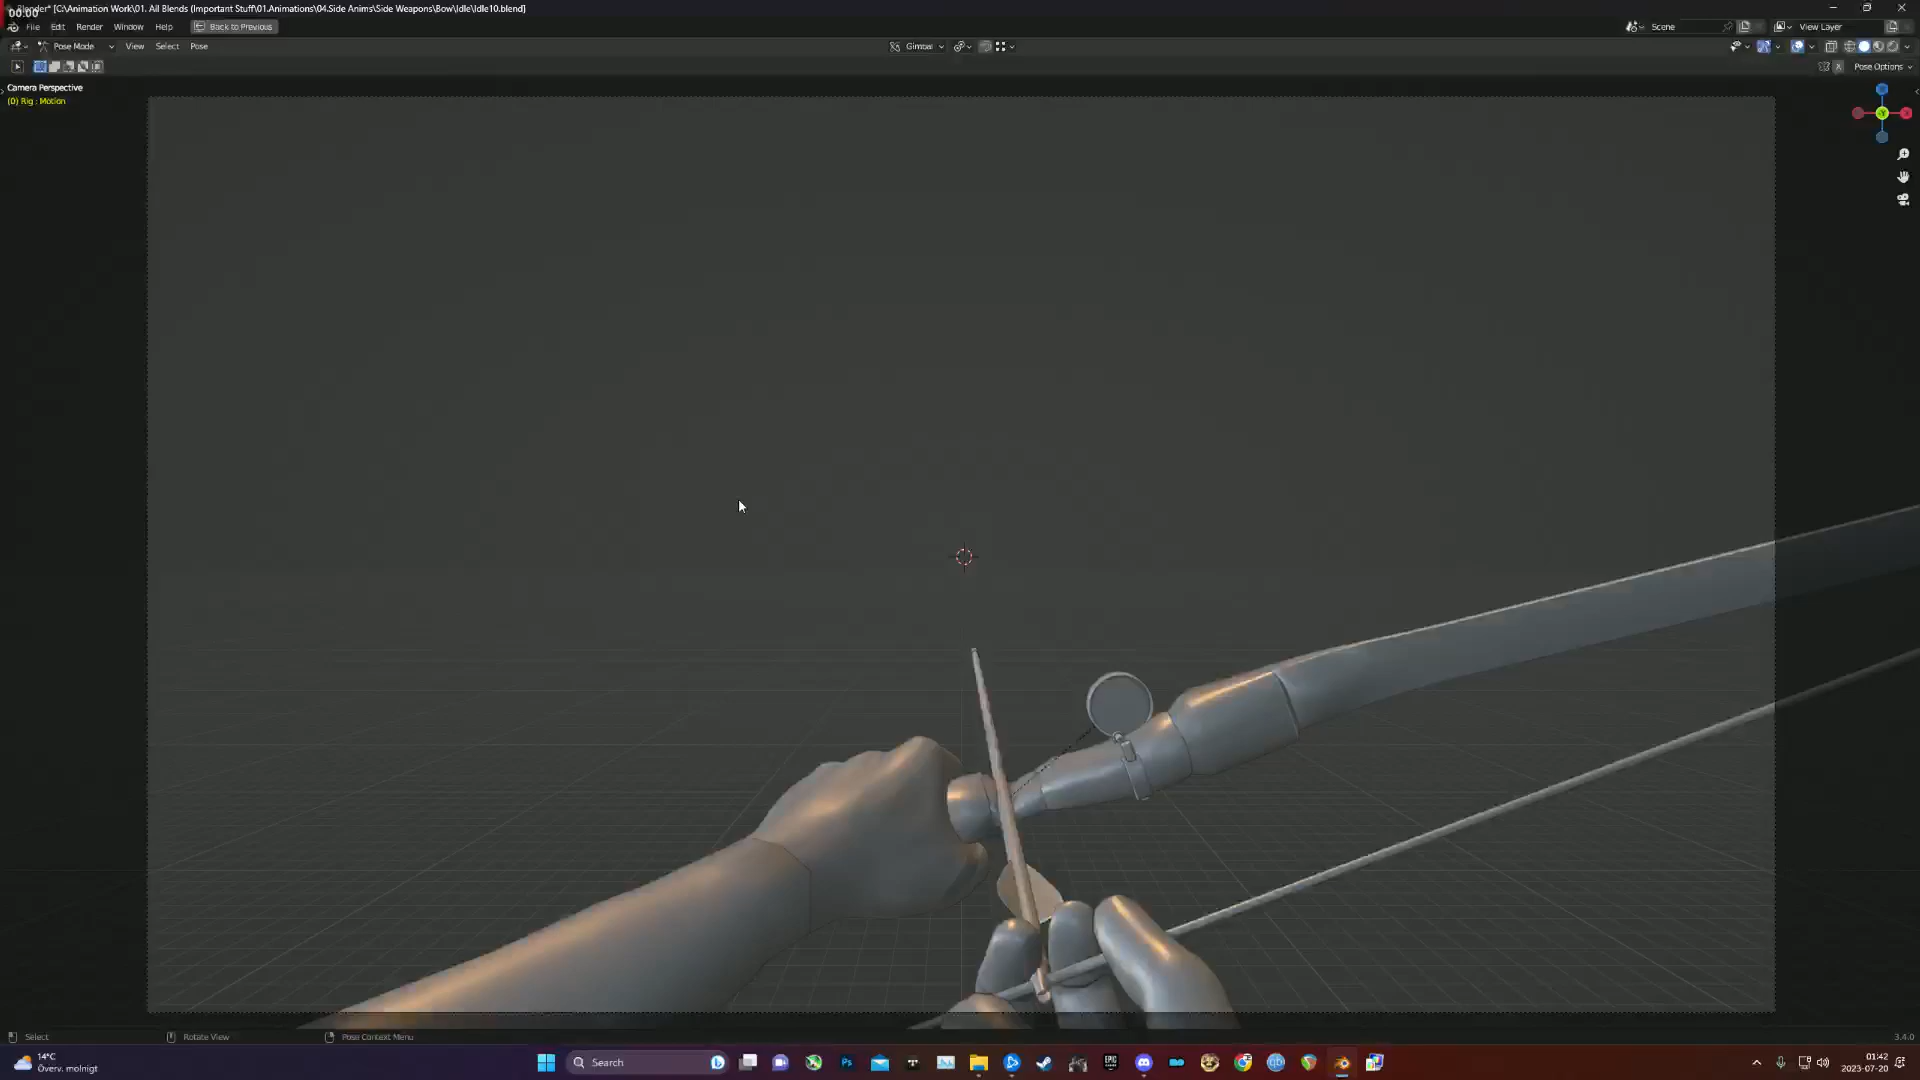 Blender* [C:\Animation Work\01. All Blends (Important Stuff\01.Animations\04.Side Anims\Side Weapons\Bow\Idle\Idle10.blend]
00:00
File Edit Render Window Help Back to Previous Scene View Layer
Pose Mode View Select Pose Gimbal
X Pose Options
Camera Perspective
(0) Rig : Motion
Select Rotate View Pose Context Menu 3.4.0
14°C
Överv. molnigt
Search
01:42
2023-07-20